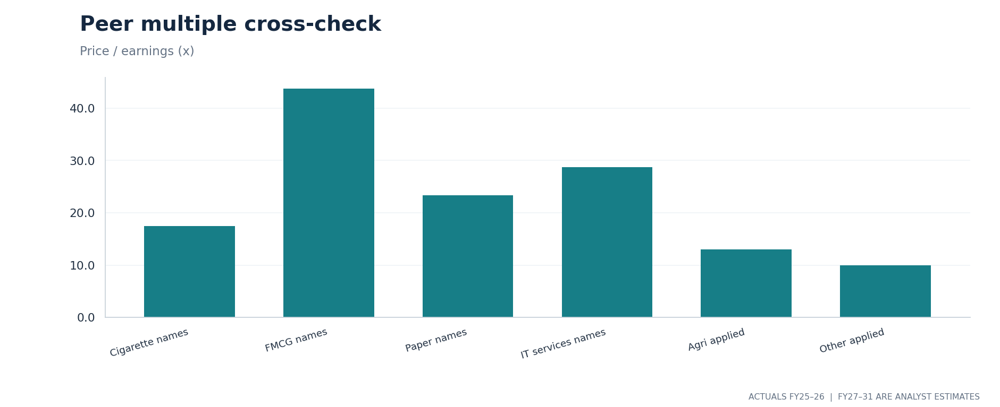 Peer multiple cross-check
Price / earnings (x)
40.0
30.0
20.0
10.0
0.0
Cigarette names
FMCG names
Paper names
IT services names
Agri applied
Other applied
ACTUALS FY25–26 | FY27–31 ARE ANALYST ESTIMATES